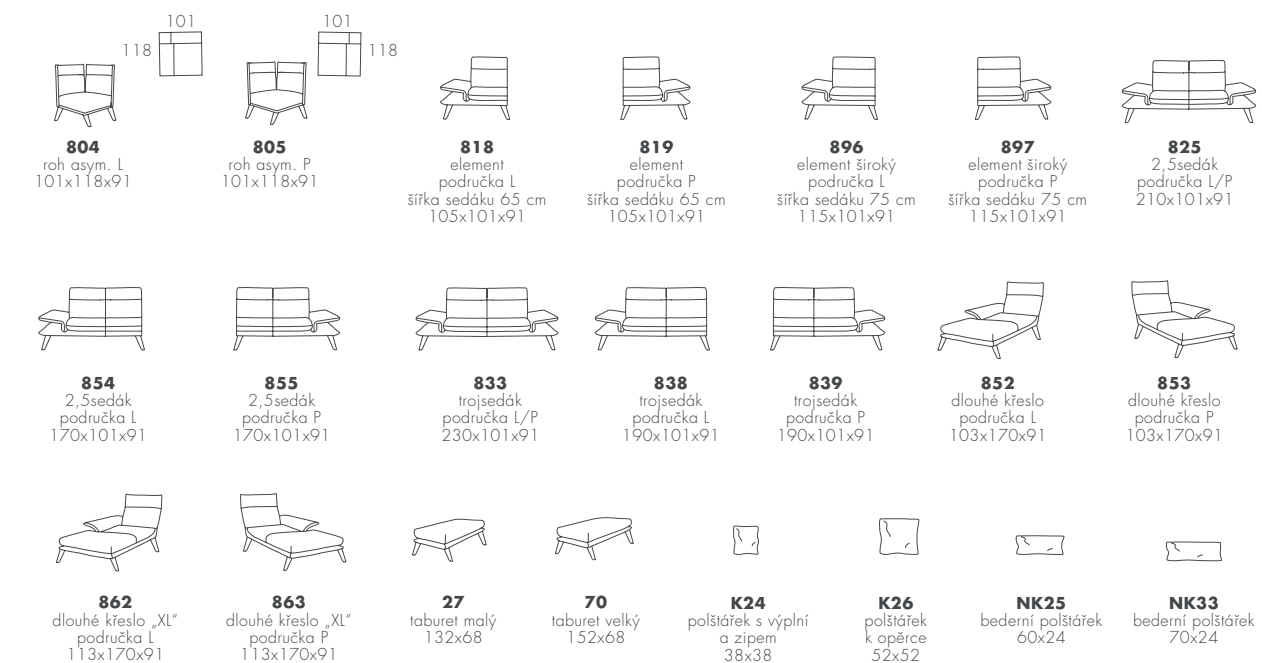 101
118
101
118
804
roh asym. L
101x118x91
805
roh asym. P
101x118x91
818
element
područka L
šířka sedáku 65 cm
105x101x91
819
element
područka P
šířka sedáku 65 cm
105x101x91
896
element široký
područka L
šířka sedáku 75 cm
115x101x91
897
element široký
područka P
šířka sedáku 75 cm
115x101x91
825
2,5sedák
područka L/P
210x101x91
854
2,5sedák
područka L
170x101x91
855
2,5sedák
područka P
170x101x91
833
trojsedák
područka L/P
230x101x91
838
trojsedák
područka L
190x101x91
839
trojsedák
područka P
190x101x91
852
dlouhé křeslo
područka L
103x170x91
853
dlouhé křeslo
područka P
103x170x91
862
dlouhé křeslo „XL“
područka L
113x170x91
863
dlouhé křeslo „XL“
područka P
113x170x91
27
taburet malý
132x68
70
taburet velký
152x68
K24
polštářek s výplní
a zipem
38x38
K26
polštářek
k opěrce
52x52
NK25
bederní polštářek
60x24
NK33
bederní polštářek
70x24